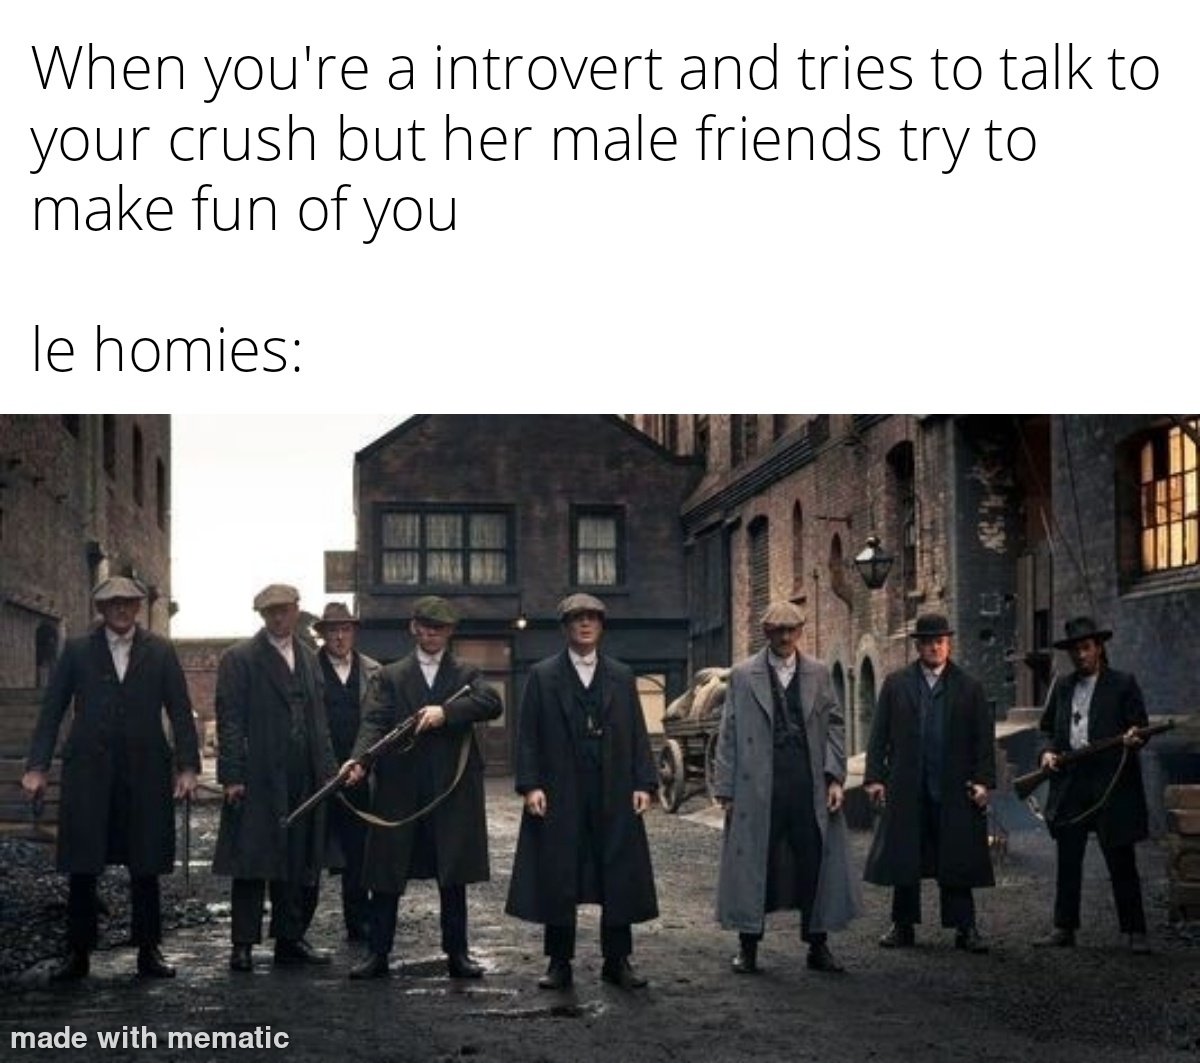 When you're a introvert and tries to talk to
your crush but her male friends try to
make fun of you
le homies:
made with mematic